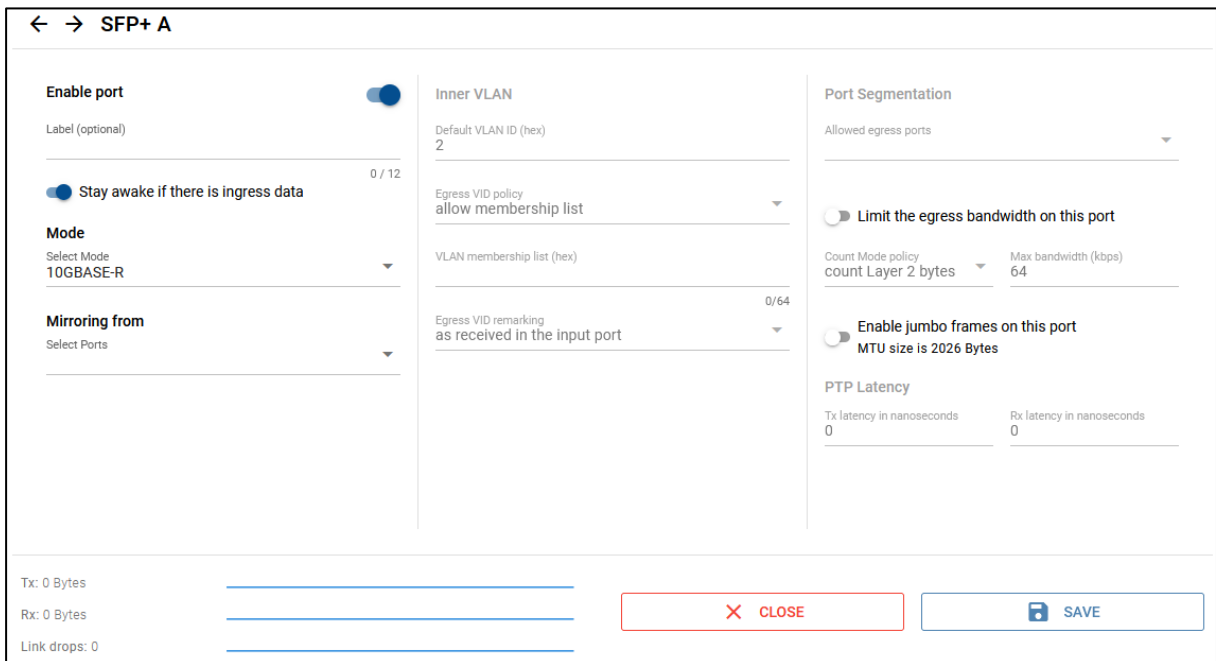 SFP+ A
Enable port
Label (optional)
0 / 12
Stay awake if there is ingress data
Mode
Select Mode
10GBASE-R
Mirroring from
Select Ports
Inner VLAN
Default VLAN ID (hex)
2
Egress VID policy
allow membership list
VLAN membership list (hex)
0/64
Egress VID remarking
as received in the input port
Port Segmentation
Allowed egress ports
Limit the egress bandwidth on this port
Count Mode policy
count Layer 2 bytes
Max bandwidth (kbps)
64
Enable jumbo frames on this port
MTU size is 2026 Bytes
PTP Latency
Tx latency in nanoseconds
0
Rx latency in nanoseconds
0
Tx: 0 Bytes
Rx: 0 Bytes
Link drops: 0
CLOSE
SAVE